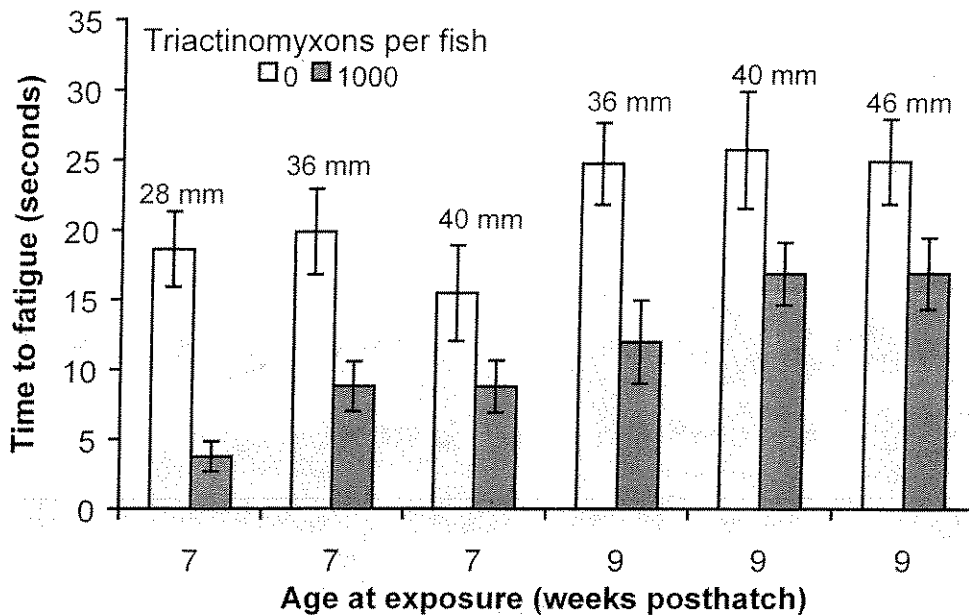 Triactinomyxons per fish
0 1000
35
30
25
20
15
10
5
0
Time to fatigue (seconds)
28 mm
36 mm
40 mm
36 mm
40 mm
46 mm
7 7 7 9 9 9
Age at exposure (weeks posthatch)